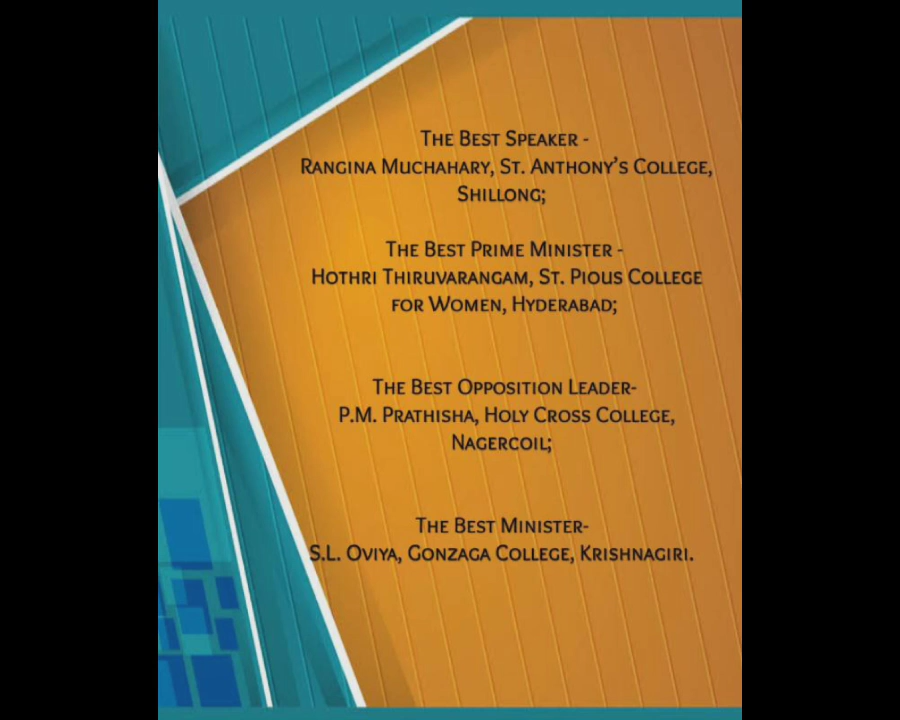 The Best Speaker -
Rangina Muchahary, St. Anthony's College,
Shillong;
The Best Prime Minister -
Hothri Thiruvarangam, St. Pious College
for Women, Hyderabad;
The Best Opposition Leader-
P.M. Prathisha, Holy Cross College,
Nagercoil;
The Best Minister-
S.L. Oviya, Gonzaga College, Krishnagiri.